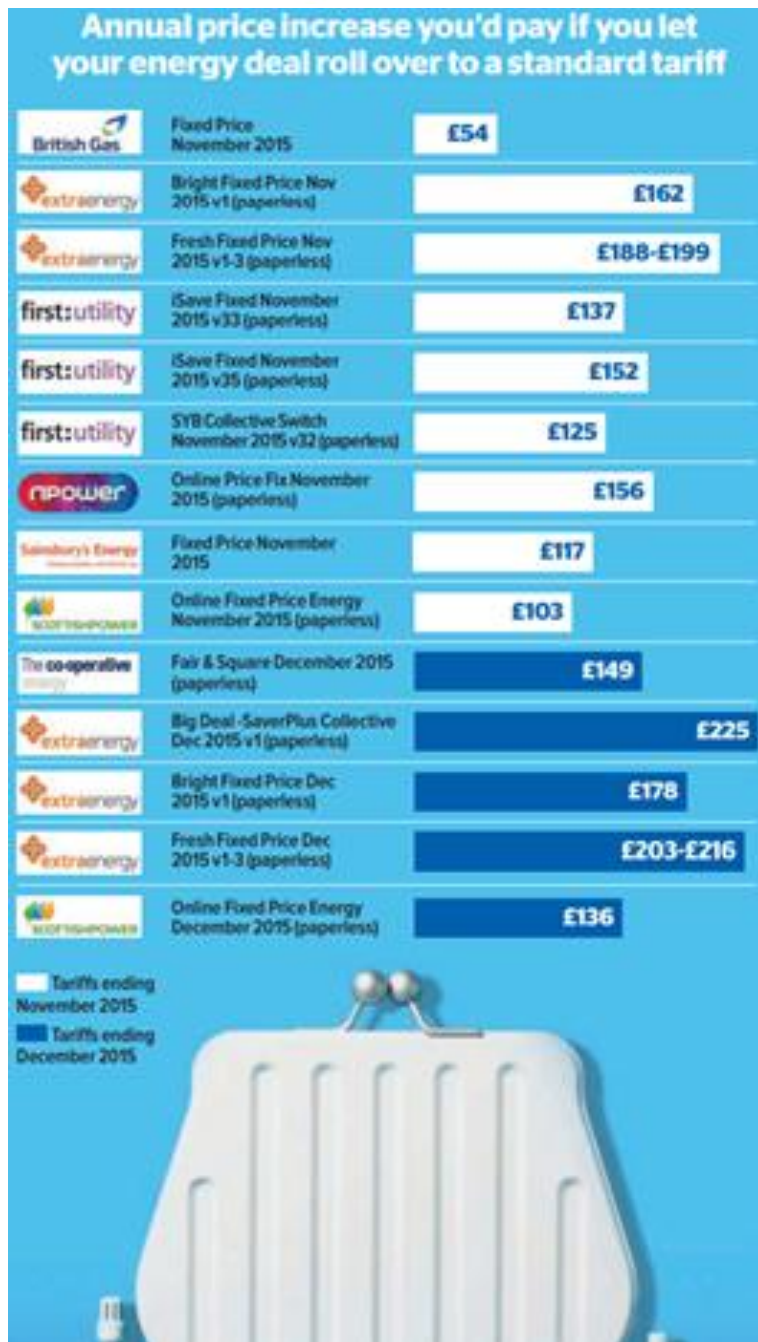 Annual price increase you'd pay if you let
your energy deal roll over to a standard tariff
British Gas
Fixed Price
November 2015
£54
extraenergy
Bright Fixed Price Nov
2015 v1 (paperless)
£162
extraenergy
Fresh Fixed Price Nov
2015 v1-3 (paperless)
£188-£199
first:utility
iSave Fixed November
2015 v33 (paperless)
£137
first:utility
iSave Fixed November
2015 v35 (paperless)
£152
first:utility
SYB Collective Switch
November 2015 v32 (paperless)
£125
npower
Online Price Fix November
2015 (paperless)
£156
Sainsbury's Energy
Fixed Price November
2015
£117
SCOTTISHPOWER
Online Fixed Price Energy
November 2015 (paperless)
£103
The co-operative
energy
Fair & Square December 2015
(paperless)
£149
extraenergy
Big Deal -SaverPlus Collective
Dec 2015 v1 (paperless)
£225
extraenergy
Bright Fixed Price Dec
2015 v1 (paperless)
£178
extraenergy
Fresh Fixed Price Dec
2015 v1-3 (paperless)
£203-£216
SCOTTISHPOWER
Online Fixed Price Energy
December 2015 (paperless)
£136
Tariffs ending
November 2015
Tariffs ending
December 2015